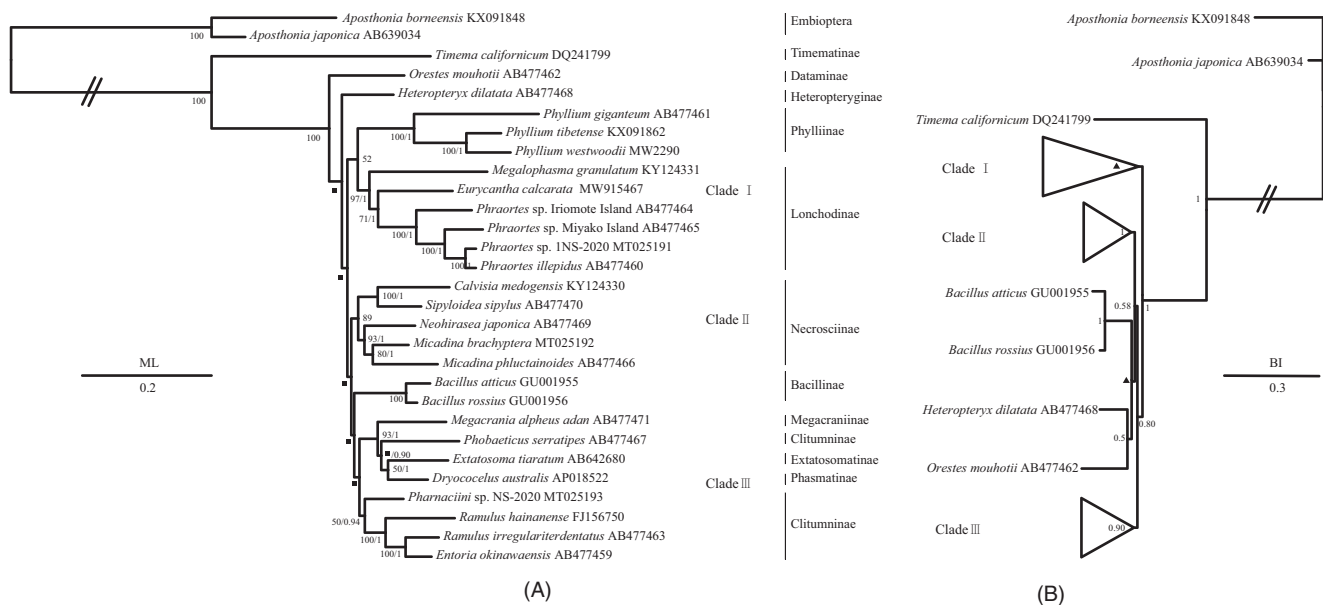 Aposthonia borneensis KX091848
100
Aposthonia japonica AB639034
Embioptera
Timema californicum DQ241799
Timematinae
100
Orestes mouhotii AB477462
Dataminae
100
Heteropteryx dilatata AB477468
Heteropteryginae
Phyllium giganteum AB477461
100/1
Phyllium tibetense KX091862
100/1
Phyllium westwoodii MW2290
Phylliinae
52
Megalophasma granulatum KY124331
97/1
Eurycantha calcarata MW915467
Clade Ⅰ
71/1
Phraortes sp. Iriomote Island AB477464
Lonchodinae
100/1
Phraortes sp. Miyako Island AB477465
100/1
Phraortes sp. 1NS-2020 MT025191
100/1
Phraortes illepidus AB477460
Calvisia medogensis KY124330
100/1
Sipyloidea sipylus AB477470
89
Neohirasea japonica AB477469
Clade Ⅱ
Necrosciinae
93/1
Micadina brachyptera MT025192
80/1
Micadina phluctainoides AB477466
Bacillus atticus GU001955
Bacillinae
100
Bacillus rossius GU001956
Megacrania alpheus adan AB477471
Megacraniinae
93/1
Phobaeticus serratipes AB477467
Clitumninae
/0.90
Extatosoma tiaratum AB642680
Extatosomatinae
50/1
Dryococelus australis AP018522
Clade Ⅲ
Phasmatinae
Pharnaciini sp. NS-2020 MT025193
50/0.94
Ramulus hainanense FJ156750
Clitumninae
100/1
Ramulus irregulariterdentatus AB477463
100/1
Entoria okinawaensis AB477459
ML
0.2
(A)
Aposthonia borneensis KX091848
Aposthonia japonica AB639034
Timema californicum DQ241799
Clade Ⅰ
1
Clade Ⅱ
1
Bacillus atticus GU001955
0.58
1
1
Bacillus rossius GU001956
BI
0.3
Heteropteryx dilatata AB477468
0.80
0.5
Orestes mouhotii AB477462
Clade Ⅲ
0.90
(B)